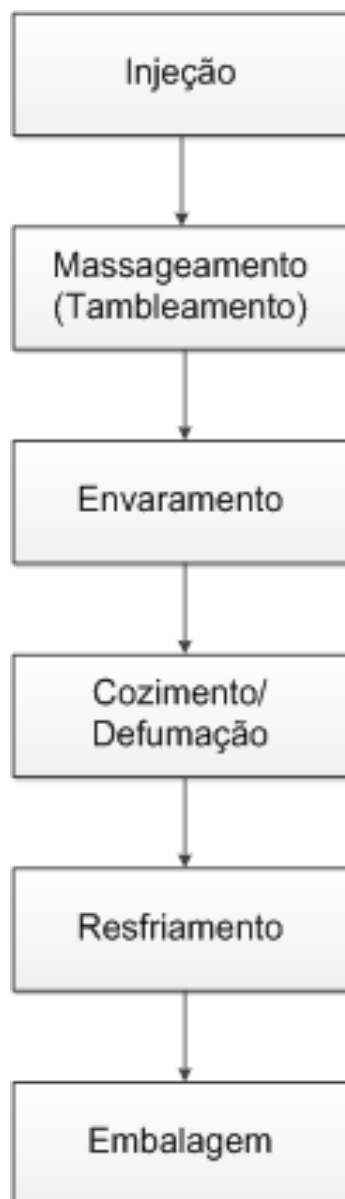 Injeção
Massageamento
(Tambleamento)
Envaramento
Cozimento/
Defumação
Resfriamento
Embalagem